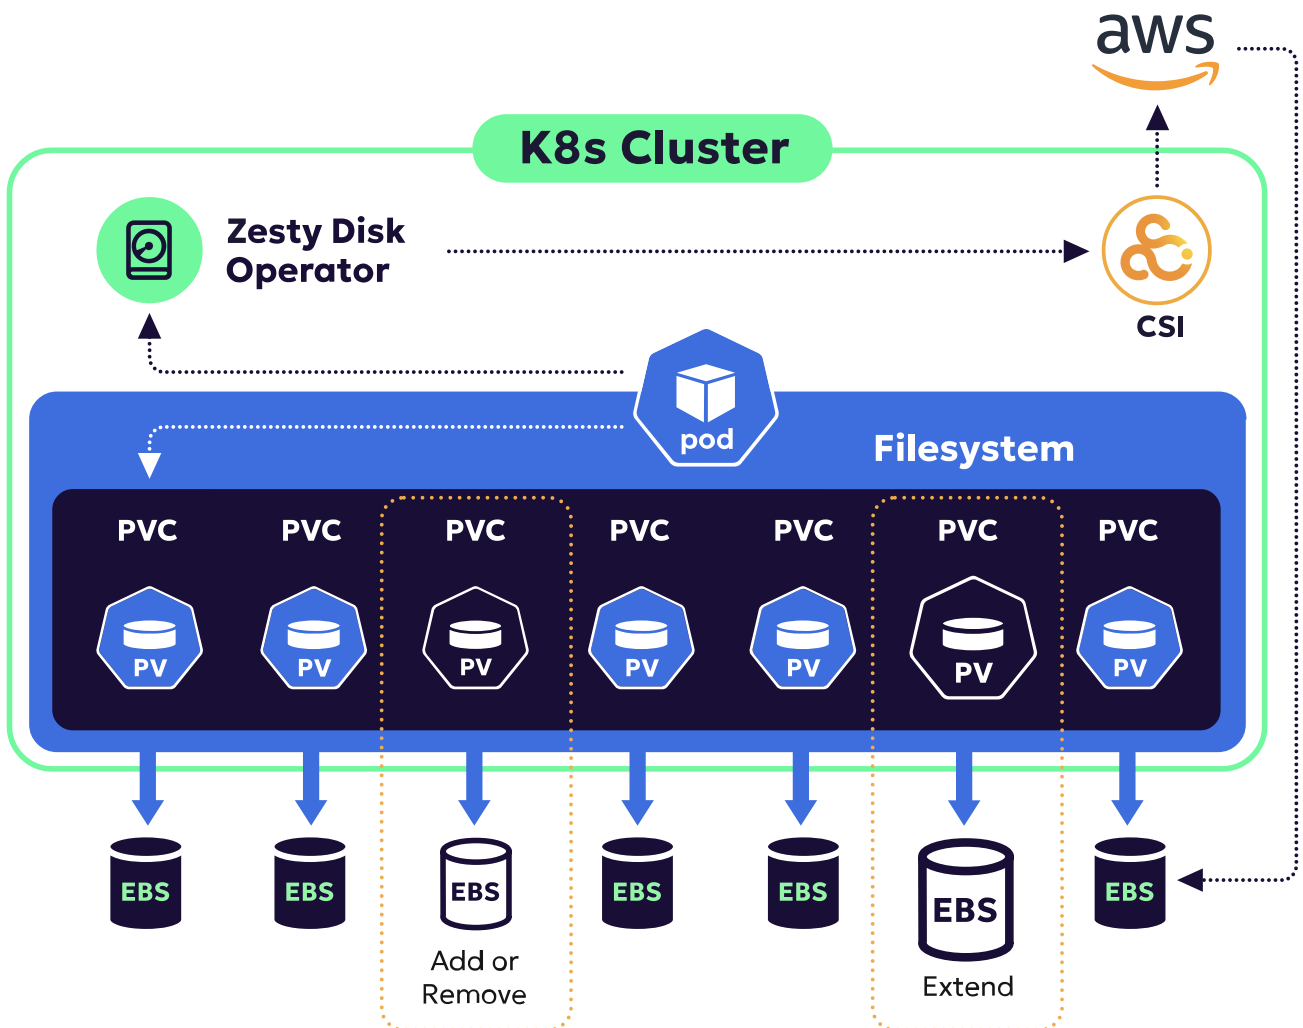 aws
K8s Cluster
Zesty Disk
Operator
CSI
pod
Filesystem
PVC PVC PVC PVC PVC PVC PVC
PV PV PV PV PV PV PV
EBS EBS EBS EBS EBS EBS EBS
Add or
Remove
Extend